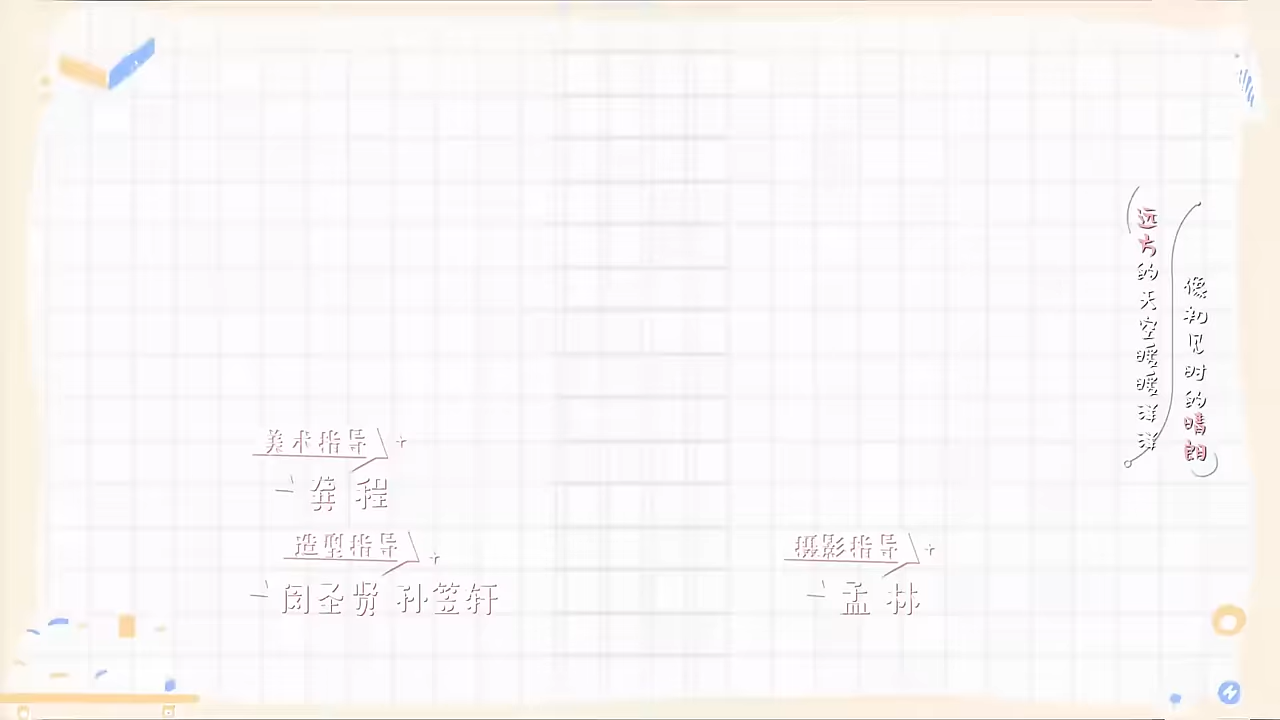 美术指导
龚 程
造型指导
闵圣贤 孙笠轩
摄影指导
孟 林
像初见时的晴朗
远方的天空暖暖洋洋